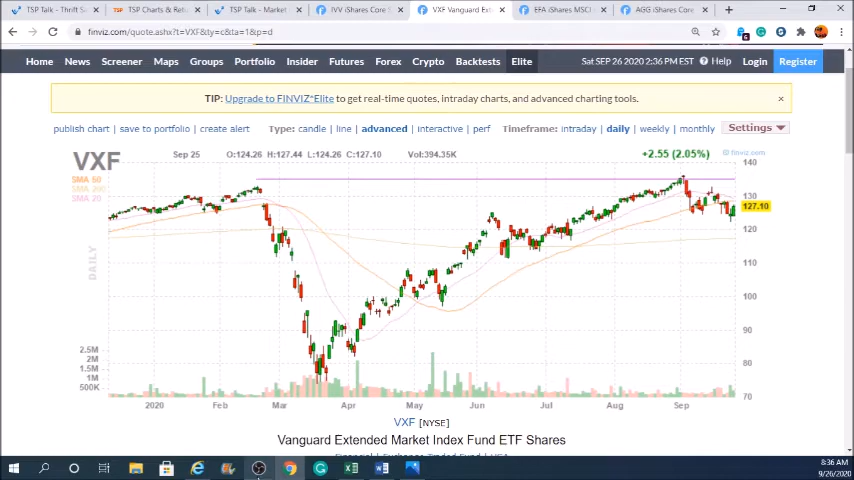 TSP Talk - Thrift Sa
TSP Charts & Ret
TSP Talk - Market
IVV iShares Core S
VXF Vanguard Ext
EFA iShares MSCI
AGG iShares Core
finviz.com/quote.ashx?t=VXF&ty=c&ta=1&p=d
Home News Screener Maps Groups Portfolio Insider Futures Forex Crypto Backtests Elite Sat SEP 26 2020 2:36 PM EST Help Login Register
TIP: Upgrade to FINVIZ*Elite to get real-time quotes, intraday charts, and advanced charting tools. ×
publish chart | save to portfolio | create alert Type: candle | line | advanced | interactive | perf Timeframe: intraday | daily | weekly | monthly Settings
© finviz.com
VXF Sep 25 O:124.26 H:127.44 L:124.26 C:127.10 Vol:394.35K +2.55 (2.05%)
SMA 50
SMA 200
SMA 20
DAILY
140
130
127.10
120
110
100
90
80
70
2.5M
2M
1.5M
1M
500K
2020 Feb Mar Apr May Jun Jul Aug Sep
VXF [NYSE]
Vanguard Extended Market Index Fund ETF Shares
8:36 AM
9/26/2020